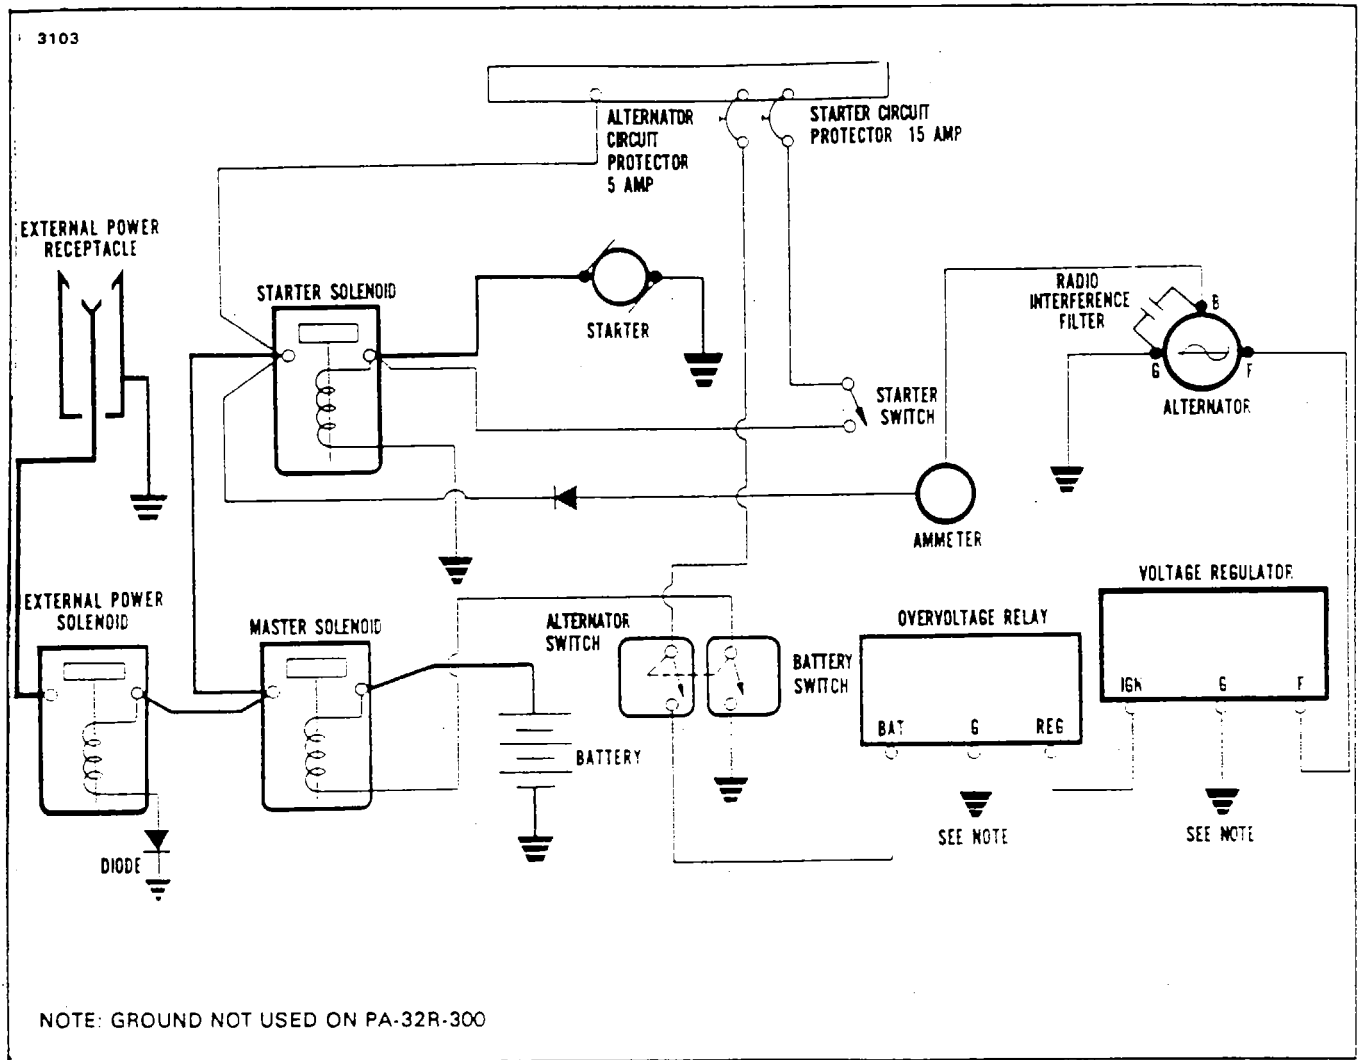 3103
ALTERNATOR
CIRCUIT
PROTECTOR
5 AMP
STARTER CIRCUIT
PROTECTOR 15 AMP
EXTERNAL POWER
RECEPTACLE
STARTER SOLENOID
STARTER
RADIO
INTERFERENCE
FILTER
B
G
F
ALTERNATOR
STARTER
SWITCH
AMMETER
EXTERNAL POWER
SOLENOID
MASTER SOLENOID
ALTERNATOR
SWITCH
BATTERY
SWITCH
OVERVOLTAGE RELAY
VOLTAGE REGULATOR
IGN
G
F
BAT
G
REG
BATTERY
DIODE
SEE NOTE
SEE NOTE
NOTE: GROUND NOT USED ON PA-32R-300